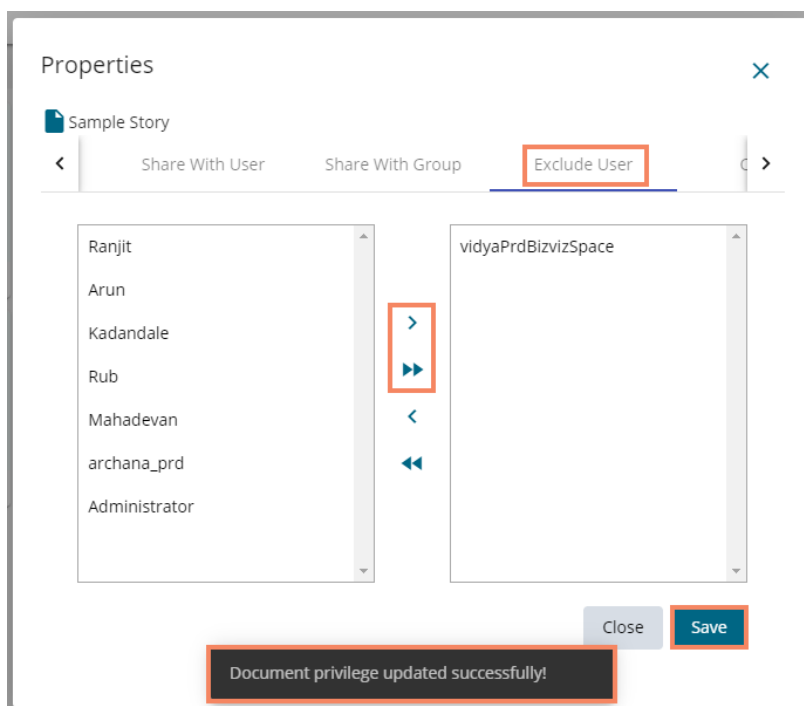 Properties
Sample Story
Share With User Share With Group Exclude User
Ranjit
Arun
Kadandale
Rub
Mahadevan
archana_prd
Administrator
vidyaPrdBizvizSpace
Close Save
Document privilege updated successfully!